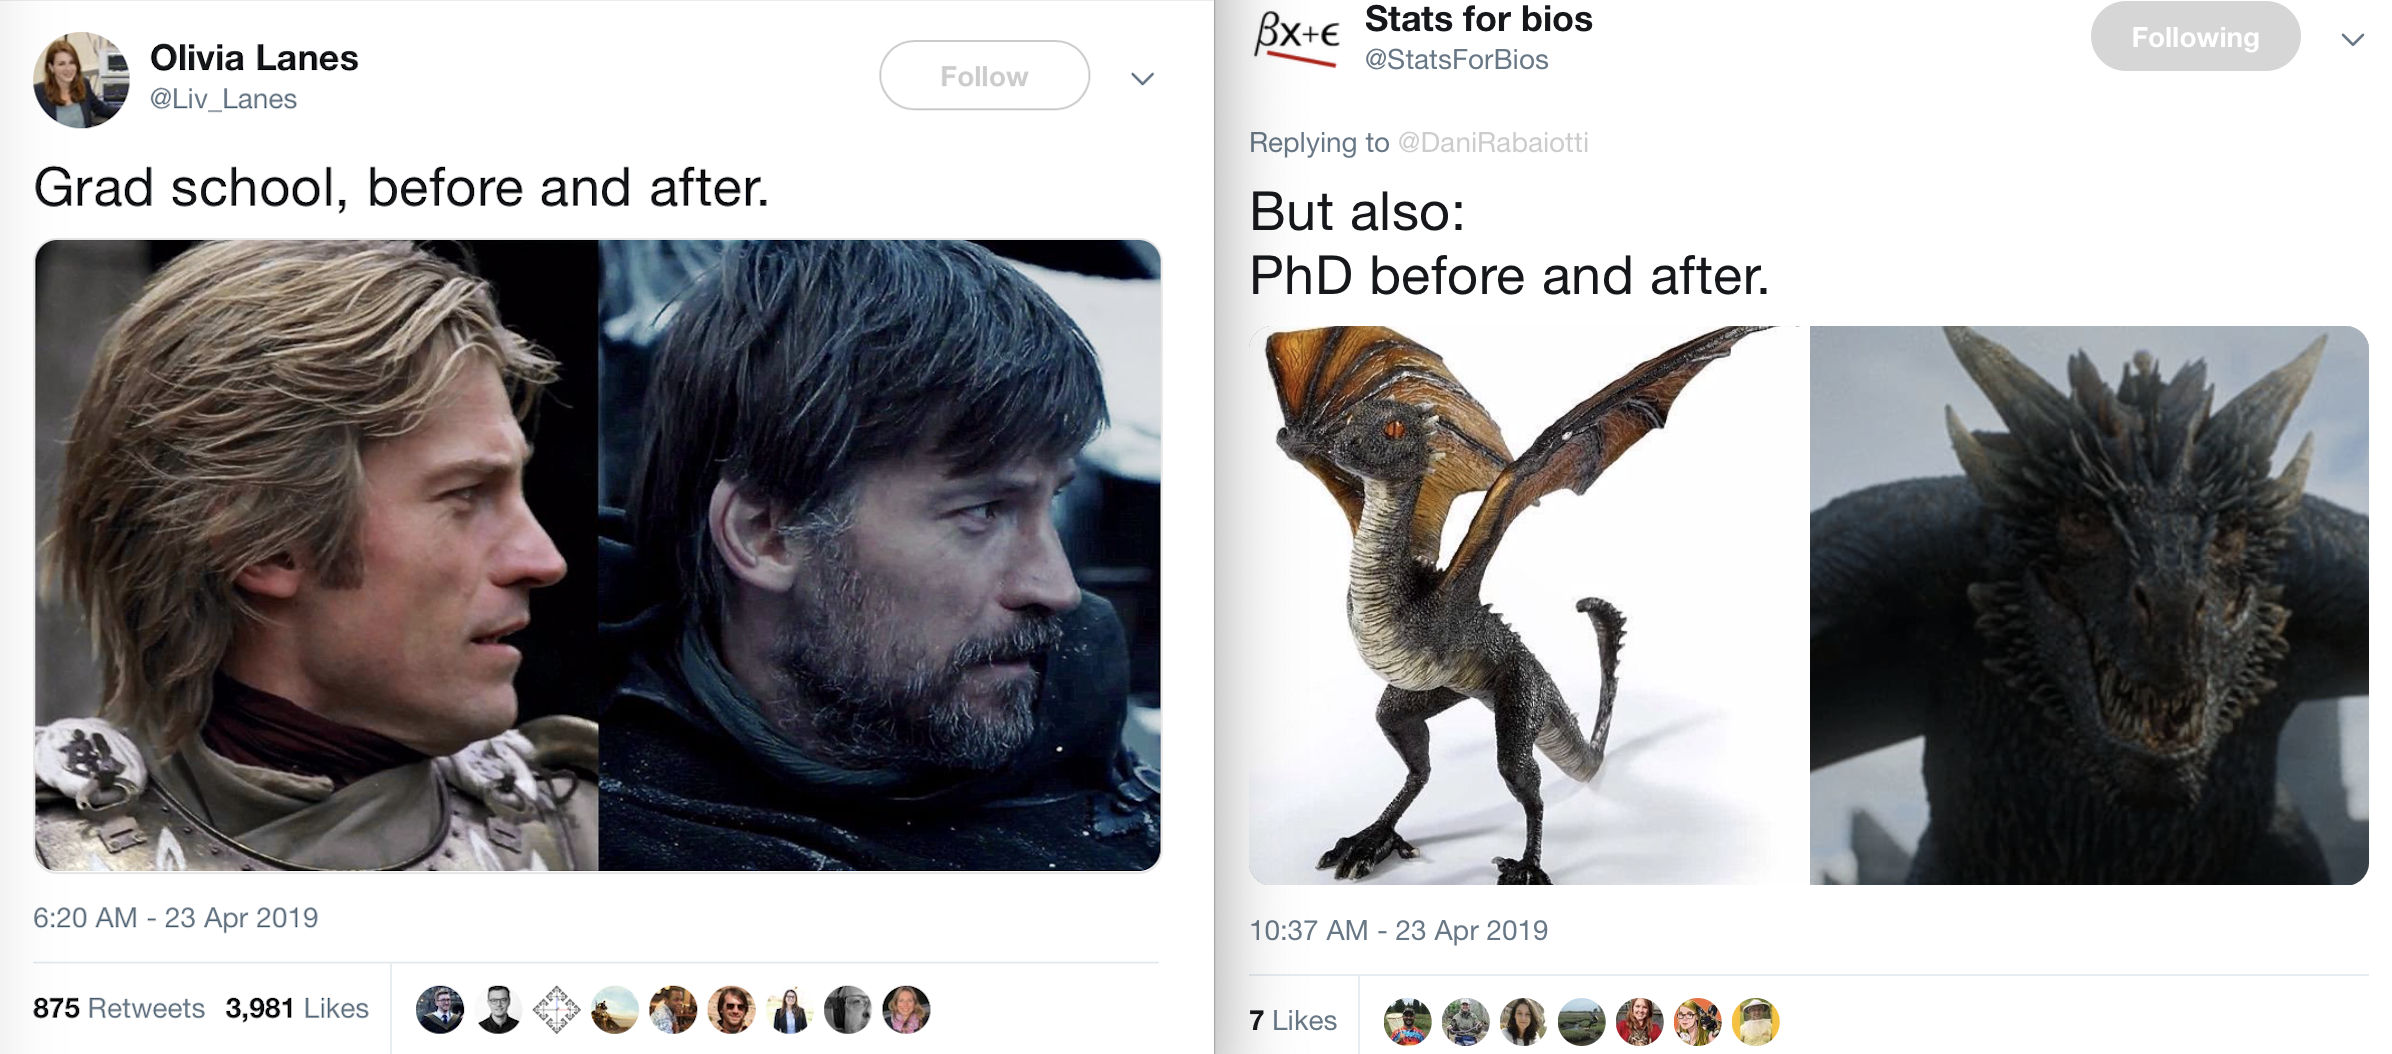 Olivia Lanes
@Liv_Lanes
Follow
Grad school, before and after.
6:20 AM - 23 Apr 2019
875 Retweets 3,981 Likes
βx+ϵ
Stats for bios
@StatsForBios
Following
Replying to @DaniRabaiotti
But also:
PhD before and after.
10:37 AM - 23 Apr 2019
7 Likes